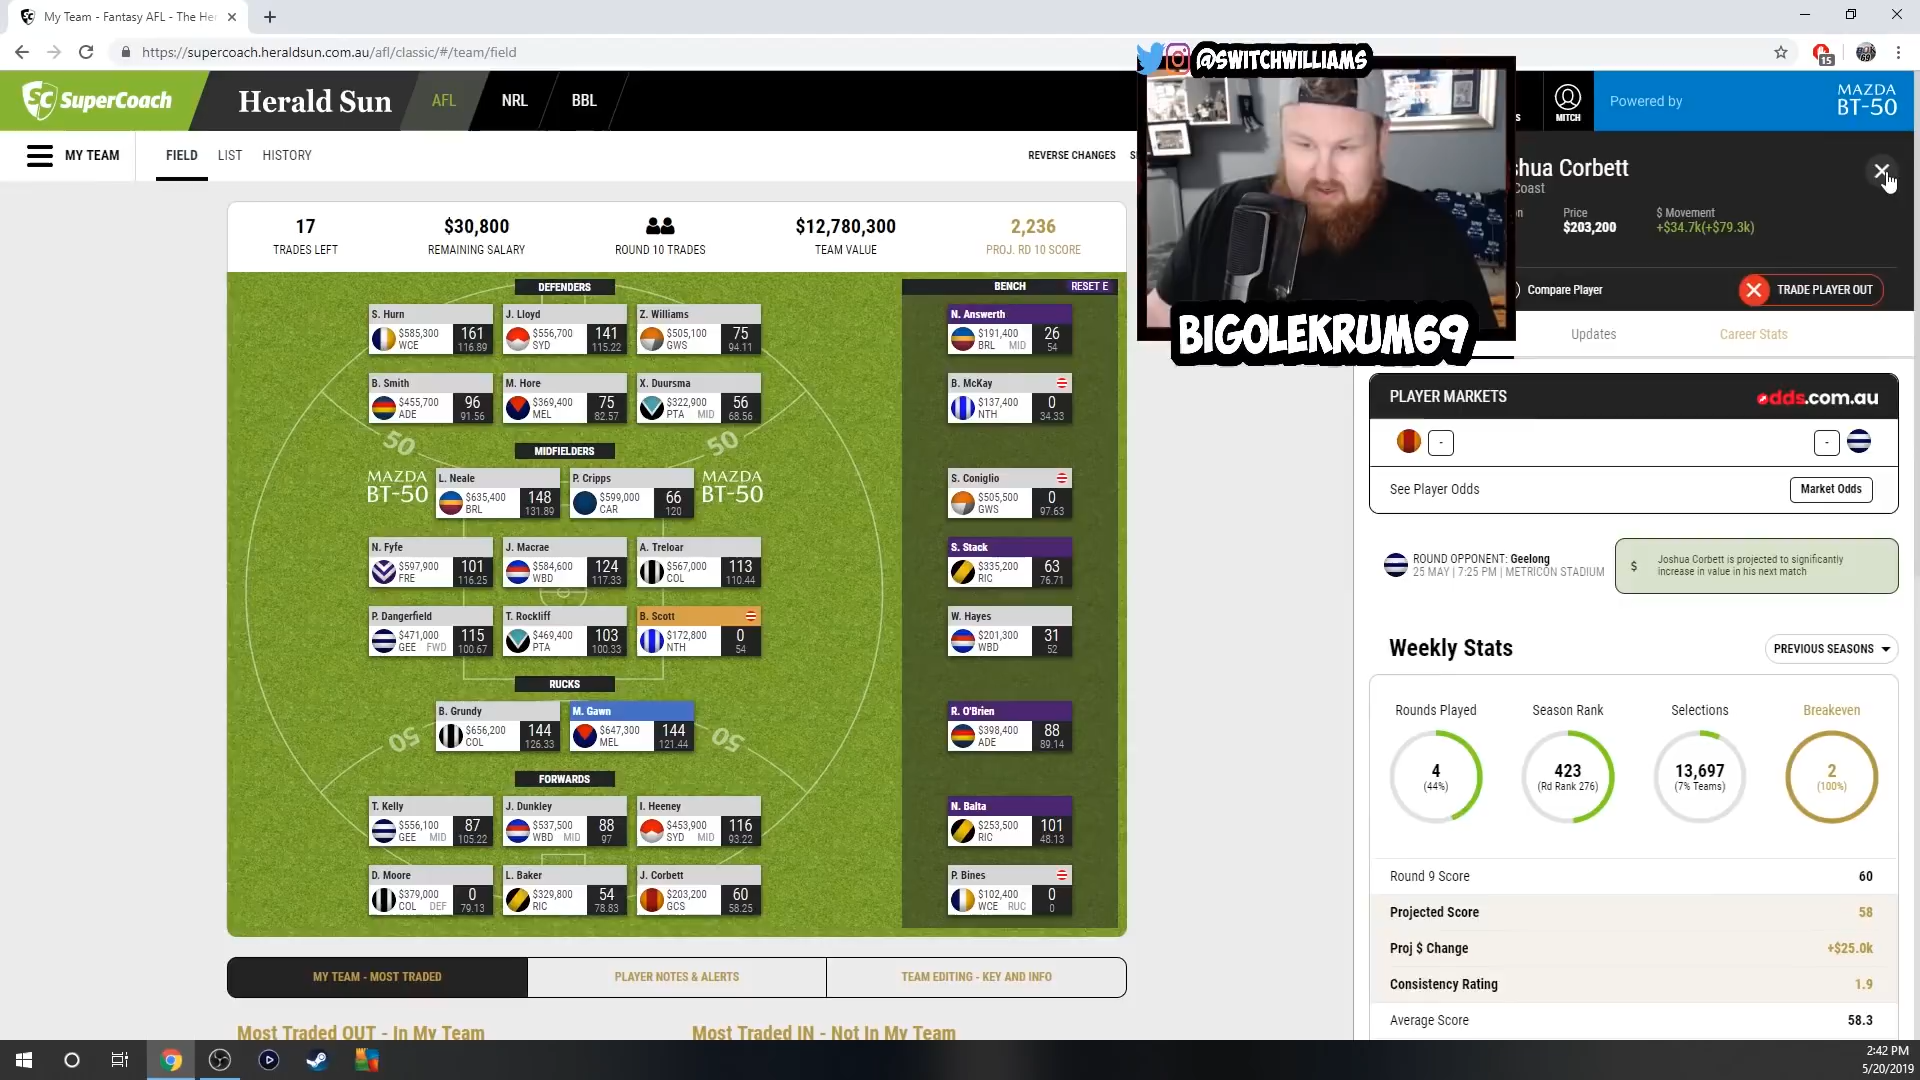 My Team - Fantasy AFL - The Her
https://supercoach.heraldsun.com.au/afl/classic/#/team/field
15
@SWITCHWILLIAMS
SuperCoach
Herald Sun
AFL NRL BBL
MITCH
Powered by
MAZDA
BT-50
MY TEAM
FIELD LIST HISTORY
REVERSE CHANGES
BIGOLEKRUM69
17
TRADES LEFT
$30,800
REMAINING SALARY
ROUND 10 TRADES
$12,780,300
TEAM VALUE
2,236
PROJ. RD 10 SCORE
DEFENDERS
S. Hurn
$585,300 161
WCE 116.89
J. Lloyd
$556,700 141
SYD 115.22
Z. Williams
$505,100 75
GWS 94.11
B. Smith
$455,700 96
ADE 91.56
M. Hore
$369,400 75
MEL 82.57
X. Duursma
$322,900 56
PTA MID 68.56
50
50
MIDFIELDERS
MAZDA
BT-50
L. Neale
$635,400 148
BRL 131.89
P. Cripps
$599,000 66
CAR 120
MAZDA
BT-50
N. Fyfe
$597,900 101
FRE 116.25
J. Macrae
$584,600 124
WBD 117.33
A. Treloar
$567,000 113
COL 110.44
P. Dangerfield
$471,000 115
GEE FWD 100.67
T. Rockliff
$469,400 103
PTA 100.33
B. Scott
$172,800 0
NTH 54
RUCKS
B. Grundy
$656,200 144
COL 126.33
M. Gawn
$647,300 144
MEL 121.44
50
50
FORWARDS
T. Kelly
$556,100 87
GEE MID 105.22
J. Dunkley
$537,500 88
WBD MID 97
I. Heeney
$453,900 116
SYD MID 93.22
D. Moore
$379,000 0
COL DEF 79.13
L. Baker
$329,800 54
RIC 78.83
J. Corbett
$203,200 60
GCS 58.25
BENCH
RESET E
N. Answerth
$191,400 26
BRL MID 54
B. McKay
$137,400 0
NTH 34.33
S. Coniglio
$505,500 0
GWS 97.63
S. Stack
$335,200 63
RIC 76.71
W. Hayes
$201,300 31
WBD 52
R. O'Brien
$398,400 88
ADE 89.14
N. Balta
$253,500 101
RIC 48.13
P. Bines
$102,400 0
WCE RUC 0
MY TEAM - MOST TRADED
PLAYER NOTES & ALERTS
TEAM EDITING - KEY AND INFO
Most Traded OUT - In My Team
Most Traded IN - Not In My Team
shua Corbett
Coast
Price
$203,200
$ Movement
+$34.7k(+$79.3k)
Compare Player
TRADE PLAYER OUT
Updates
Career Stats
PLAYER MARKETS
odds.com.au
-
-
See Player Odds
Market Odds
ROUND OPPONENT: Geelong
25 MAY | 7:25 PM | METRICON STADIUM
$
Joshua Corbett is projected to significantly
increase in value in his next match
Weekly Stats
PREVIOUS SEASONS
Rounds Played
4
(44%)
Season Rank
423
(Rd Rank 276)
Selections
13,697
(7% Teams)
Breakeven
2
(100%)
Round 9 Score 60
Projected Score 58
Proj $ Change +$25.0k
Consistency Rating 1.9
Average Score 58.3
2:42 PM
5/20/2019